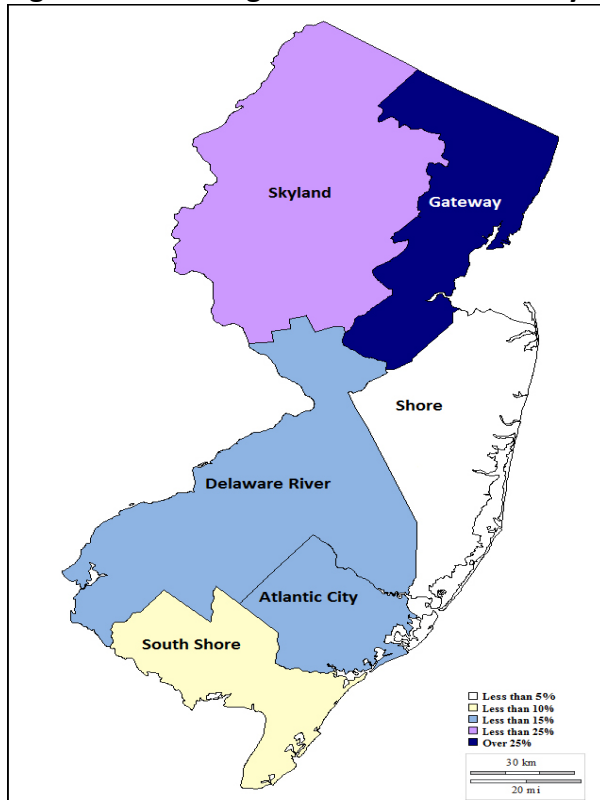 Skyland
Gateway
Shore
Delaware River
Atlantic City
South Shore
Less than 5%
Less than 10%
Less than 15%
Less than 25%
Over 25%
30 km
20 mi